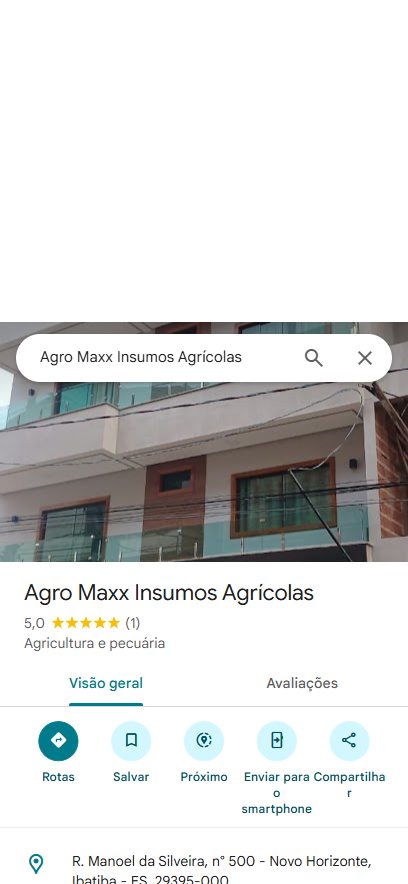 Agro Maxx Insumos Agrícolas
Agro Maxx Insumos Agrícolas
5,0 ★★★★★ (1)
Agricultura e pecuária
Visão geral Avaliações
Rotas Salvar Próximo Enviar para o smartphone Compartilhar
R. Manoel da Silveira, n° 500 - Novo Horizonte,
Ibatiba - ES, 29395-000